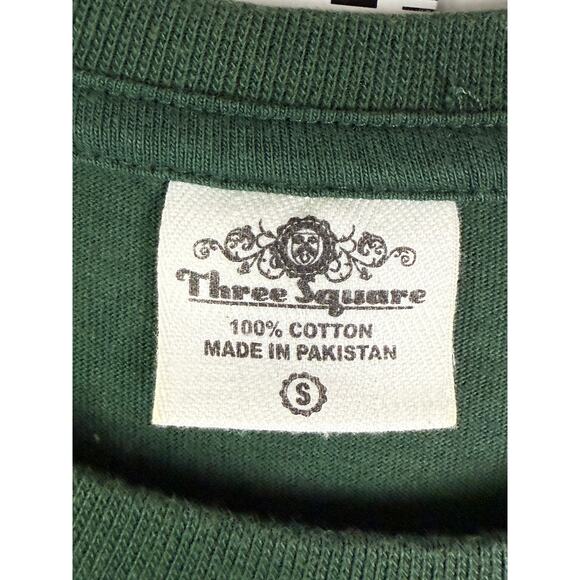 Three Square
100% COTTON
MADE IN PAKISTAN
S